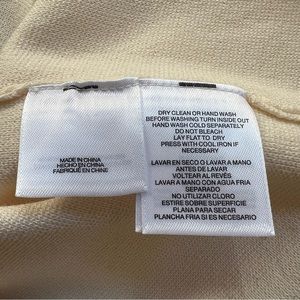 MADE IN CHINA
HECHO EN CHINA
FABRIQUÉ EN CHINE
DRY CLEAN OR HAND WASH
BEFORE WASHING TURN INSIDE OUT
HAND WASH COLD SEPARATELY
DO NOT BLEACH
LAY FLAT TO DRY
PRESS WITH COOL IRON IF
NECESSARY
LAVAR EN SECO O LAVAR A MANO
ANTES DE LAVAR
VOLTEAR AL REVÉS
LAVAR A MANO CON AGUA FRIA
SEPARADO
NO UTILIZAR CLORO
ESTIRE SOBRE SUPERFICIE
PLANA PARA SECAR
PLANCHA FRIA SI ES NECESARIO